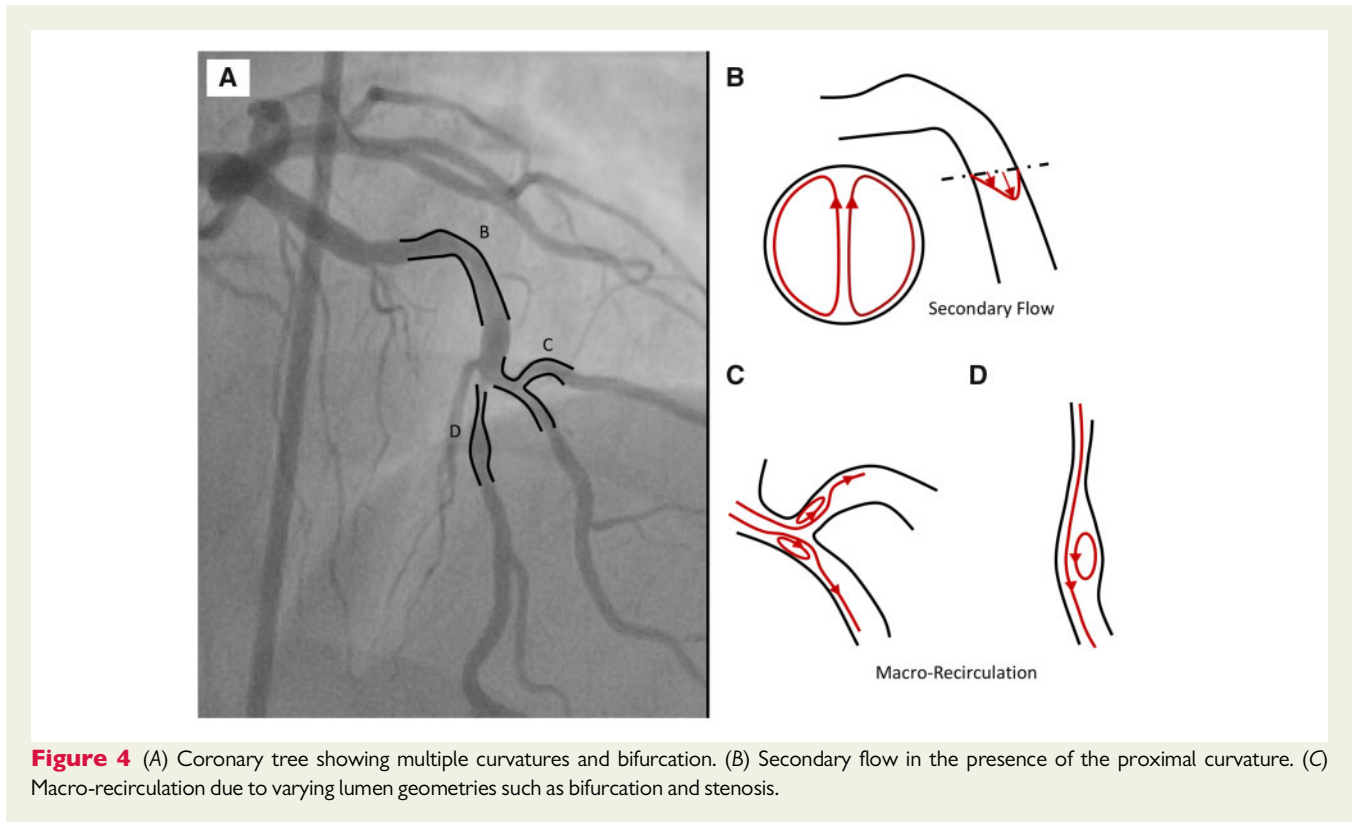 A
B
C
D
B
Secondary Flow
C
D
Macro-Recirculation
Figure 4 (A) Coronary tree showing multiple curvatures and bifurcation. (B) Secondary flow in the presence of the proximal curvature. (C)
Macro-recirculation due to varying lumen geometries such as bifurcation and stenosis.